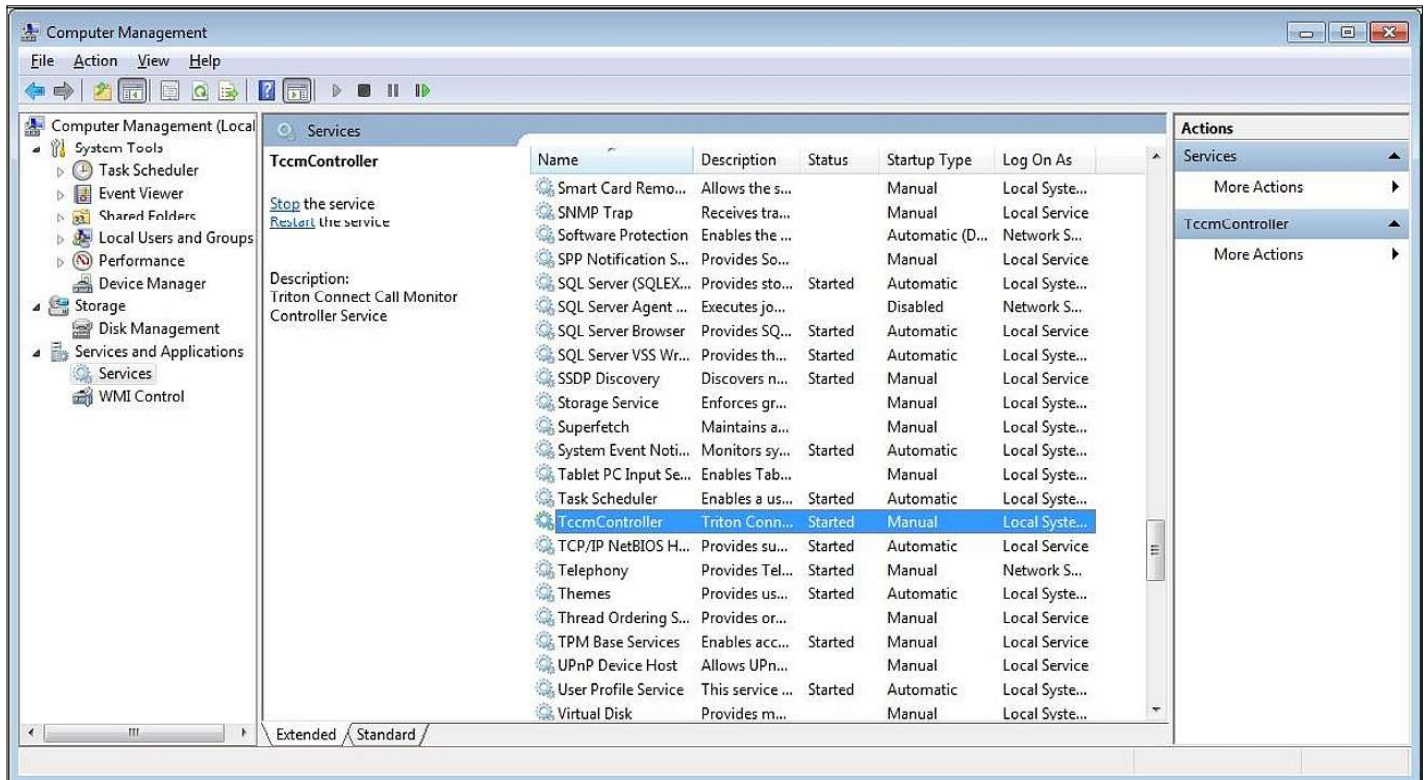 Computer Management
File Action View Help
Computer Management (Local
System Tools
Task Scheduler
Event Viewer
Shared Folders
Local Users and Groups
Performance
Device Manager
Storage
Disk Management
Services and Applications
Services
WMI Control
Services
TccmController
Stop the service
Restart the service
Description:
Triton Connect Call Monitor
Controller Service
Name Description Status Startup Type Log On As
Smart Card Remo... Allows the s... Manual Local Syste...
SNMP Trap Receives tra... Manual Local Service
Software Protection Enables the ... Automatic (D... Network S...
SPP Notification S... Provides So... Manual Local Service
SQL Server (SQLEX... Provides sto... Started Automatic Local Syste...
SQL Server Agent ... Executes jo... Disabled Network S...
SQL Server Browser Provides SQ... Started Automatic Local Service
SQL Server VSS Wr... Provides th... Started Automatic Local Syste...
SSDP Discovery Discovers n... Started Manual Local Service
Storage Service Enforces gr... Manual Local Syste...
Superfetch Maintains a... Manual Local Syste...
System Event Noti... Monitors sy... Started Automatic Local Syste...
Tablet PC Input Se... Enables Tab... Manual Local Syste...
Task Scheduler Enables a us... Started Automatic Local Syste...
TccmController Triton Conn... Started Manual Local Syste...
TCP/IP NetBIOS H... Provides su... Started Automatic Local Service
Telephony Provides Tel... Started Manual Network S...
Themes Provides us... Started Automatic Local Syste...
Thread Ordering S... Provides or... Manual Local Service
TPM Base Services Enables acc... Started Manual Local Service
UPnP Device Host Allows UPn... Manual Local Service
User Profile Service This service ... Started Automatic Local Syste...
Virtual Disk Provides m... Manual Local Syste...
Extended Standard
Actions
Services
More Actions
TccmController
More Actions